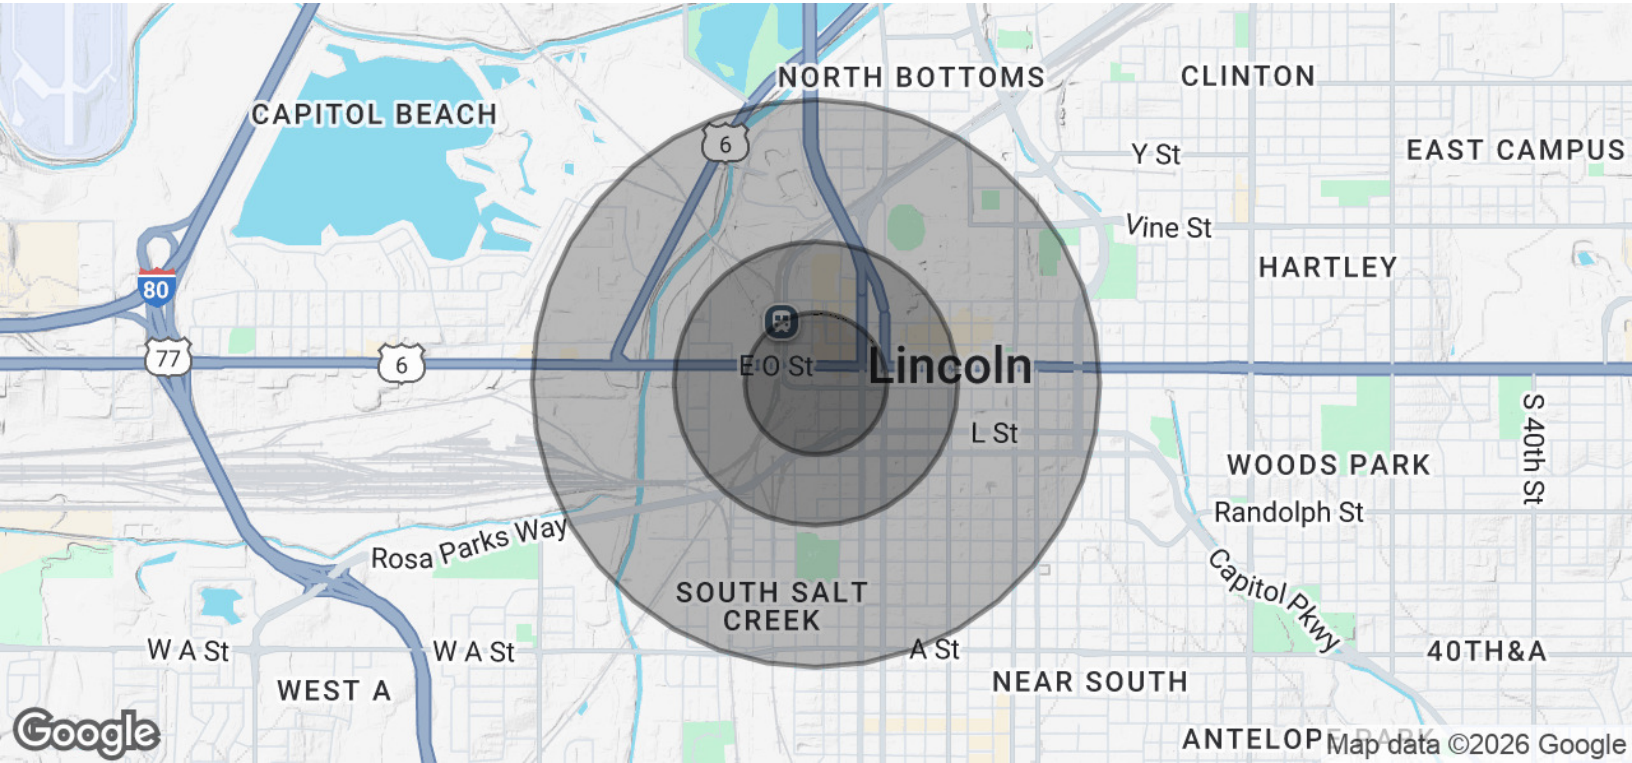 NORTH BOTTOMS
CLINTON
CAPITOL BEACH
6
Y St
EAST CAMPUS
Vine St
HARTLEY
80
77
6
E O St
Lincoln
S 40th St
L St
WOODS PARK
Randolph St
Rosa Parks Way
Capitol Pkwy
SOUTH SALT
CREEK
W A St
W A St
A St
40TH&A
WEST A
NEAR SOUTH
Google
ANTELOPE PARK
Map data ©2026 Google